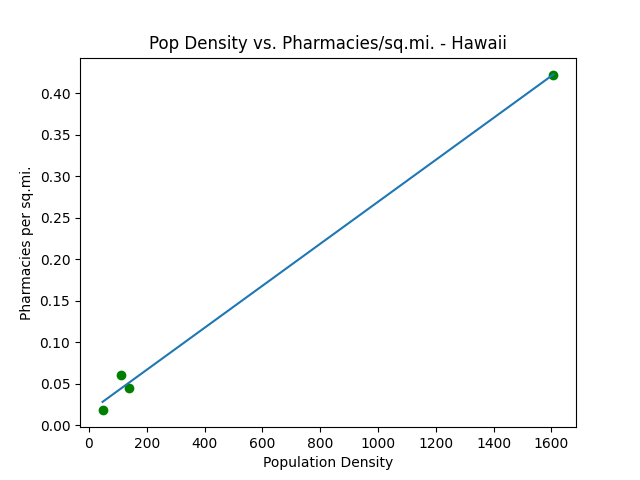 Pop Density vs. Pharmacies/sq.mi. - Hawaii
Pharmacies per sq.mi.
0.40
0.35
0.30
0.25
0.20
0.15
0.10
0.05
0.00
0 200 400 600 800 1000 1200 1400 1600
Population Density